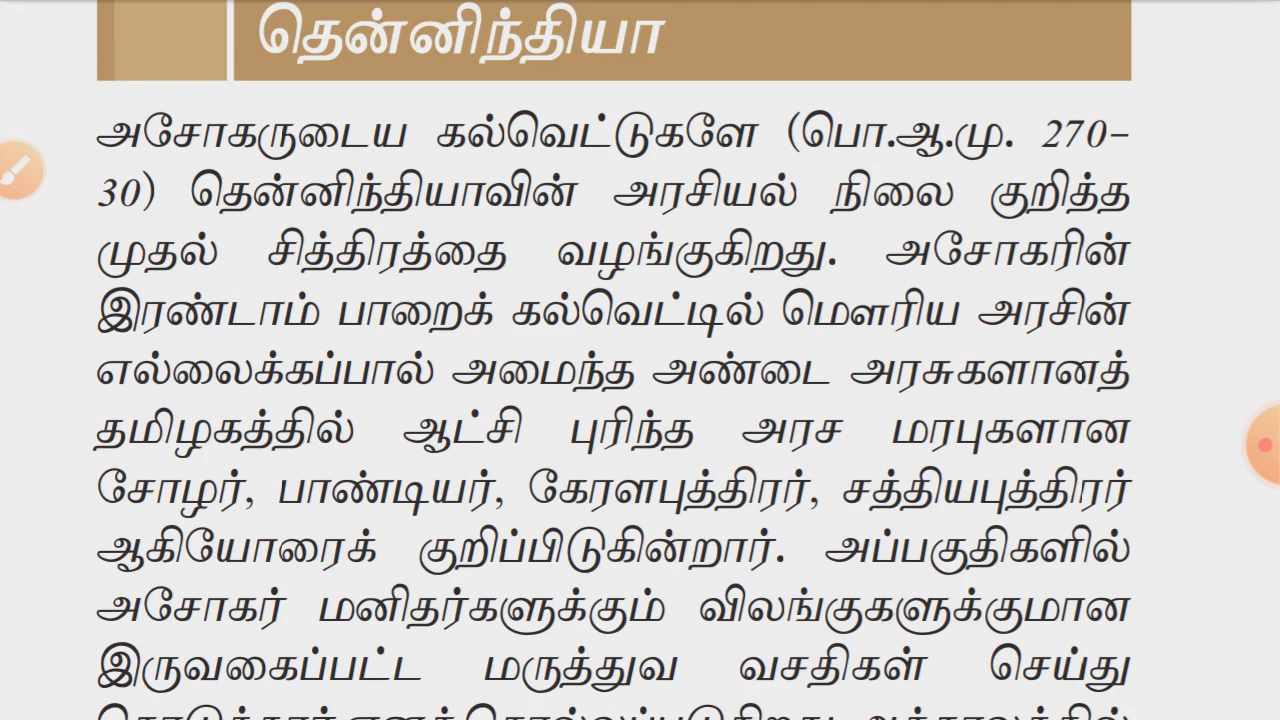 தென்னிந்தியா
அசோகருடைய கல்வெட்டுகளே (பொ.ஆ.மு. 270–
30) தென்னிந்தியாவின் அரசியல் நிலை குறித்த
முதல் சித்திரத்தை வழங்குகிறது. அசோகரின்
இரண்டாம் பாறைக் கல்வெட்டில் மௌரிய அரசின்
எல்லைக்கப்பால் அமைந்த அண்டை அரசுகளானத்
தமிழகத்தில் ஆட்சி புரிந்த அரச மரபுகளான
சோழர், பாண்டியர், கேரளபுத்திரர், சத்தியபுத்திரர்
ஆகியோரைக் குறிப்பிடுகின்றார். அப்பகுதிகளில்
அசோகர் மனிதர்களுக்கும் விலங்குகளுக்குமான
இருவகைப்பட்ட மருத்துவ வசதிகள் செய்து